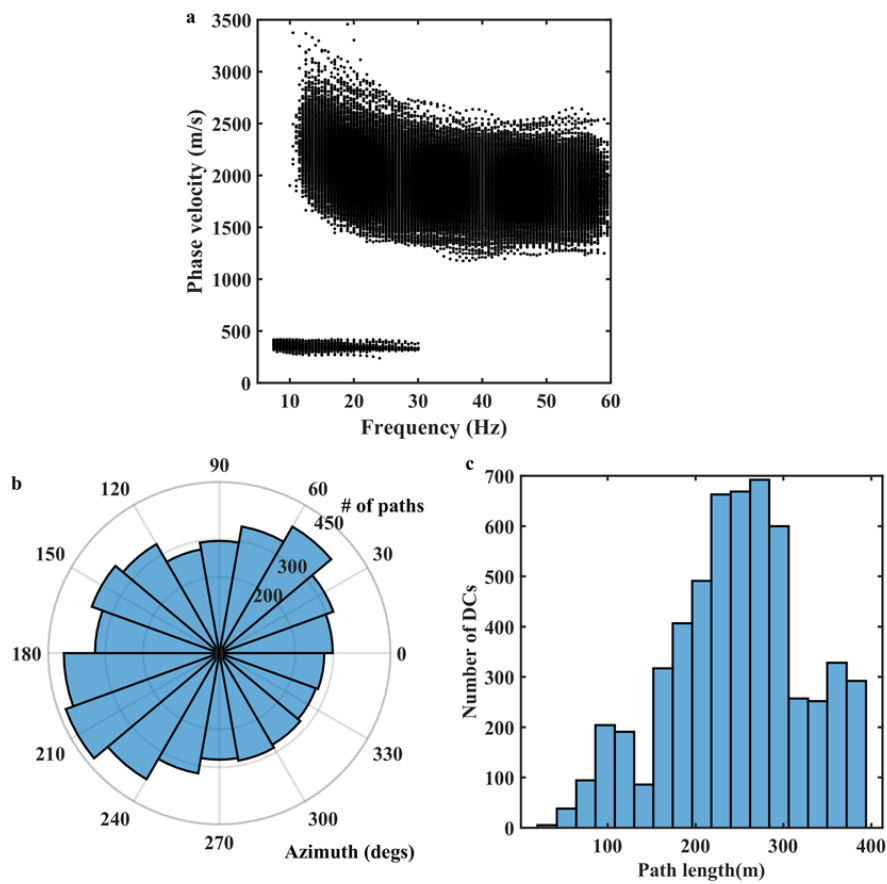 a
3500
3000
2500
2000
1500
1000
500
0
Phase velocity (m/s)
10 20 30 40 50 60
Frequency (Hz)
b
90
120 60
# of paths
450
150 30
300
200
180 0
210 330
240 300
270
Azimuth (degs)
c
700
600
500
400
300
200
100
0
Number of DCs
100 200 300 400
Path length(m)